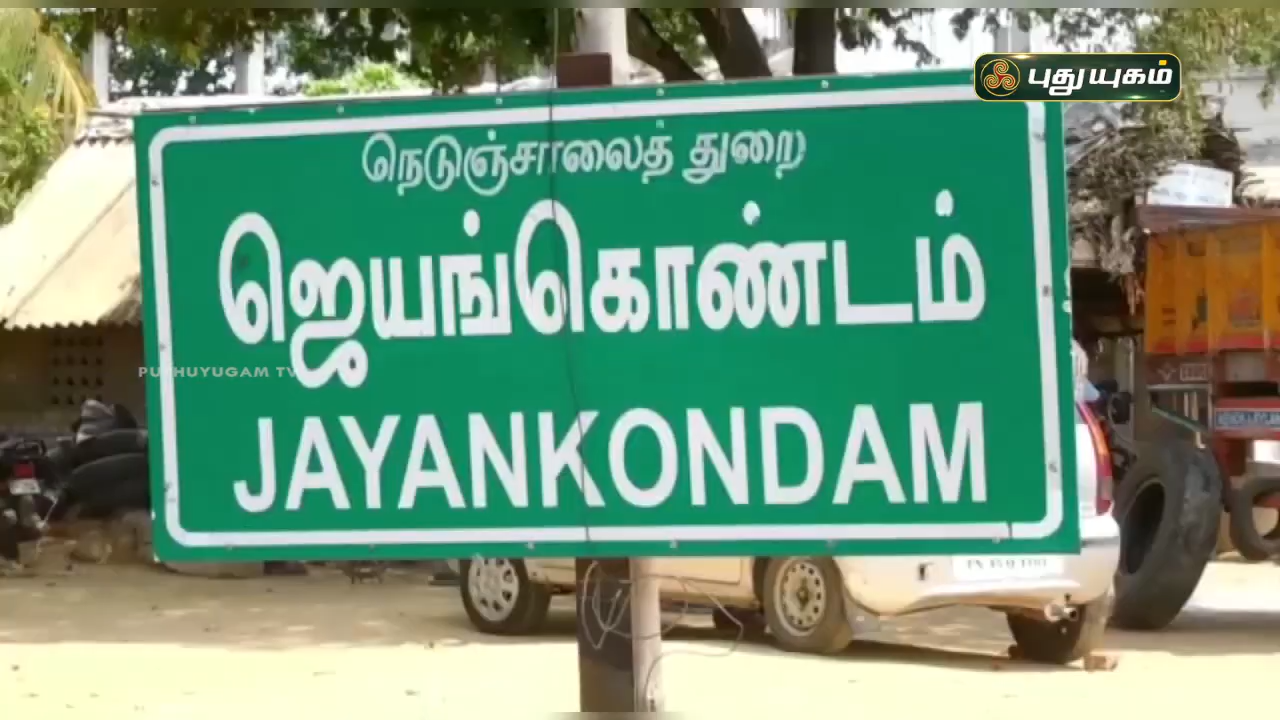 புதுயுகம்
நெடுஞ்சாலைத் துறை
ஜெயங்கொண்டம்
PUTHUYUGAM TV
JAYANKONDAM